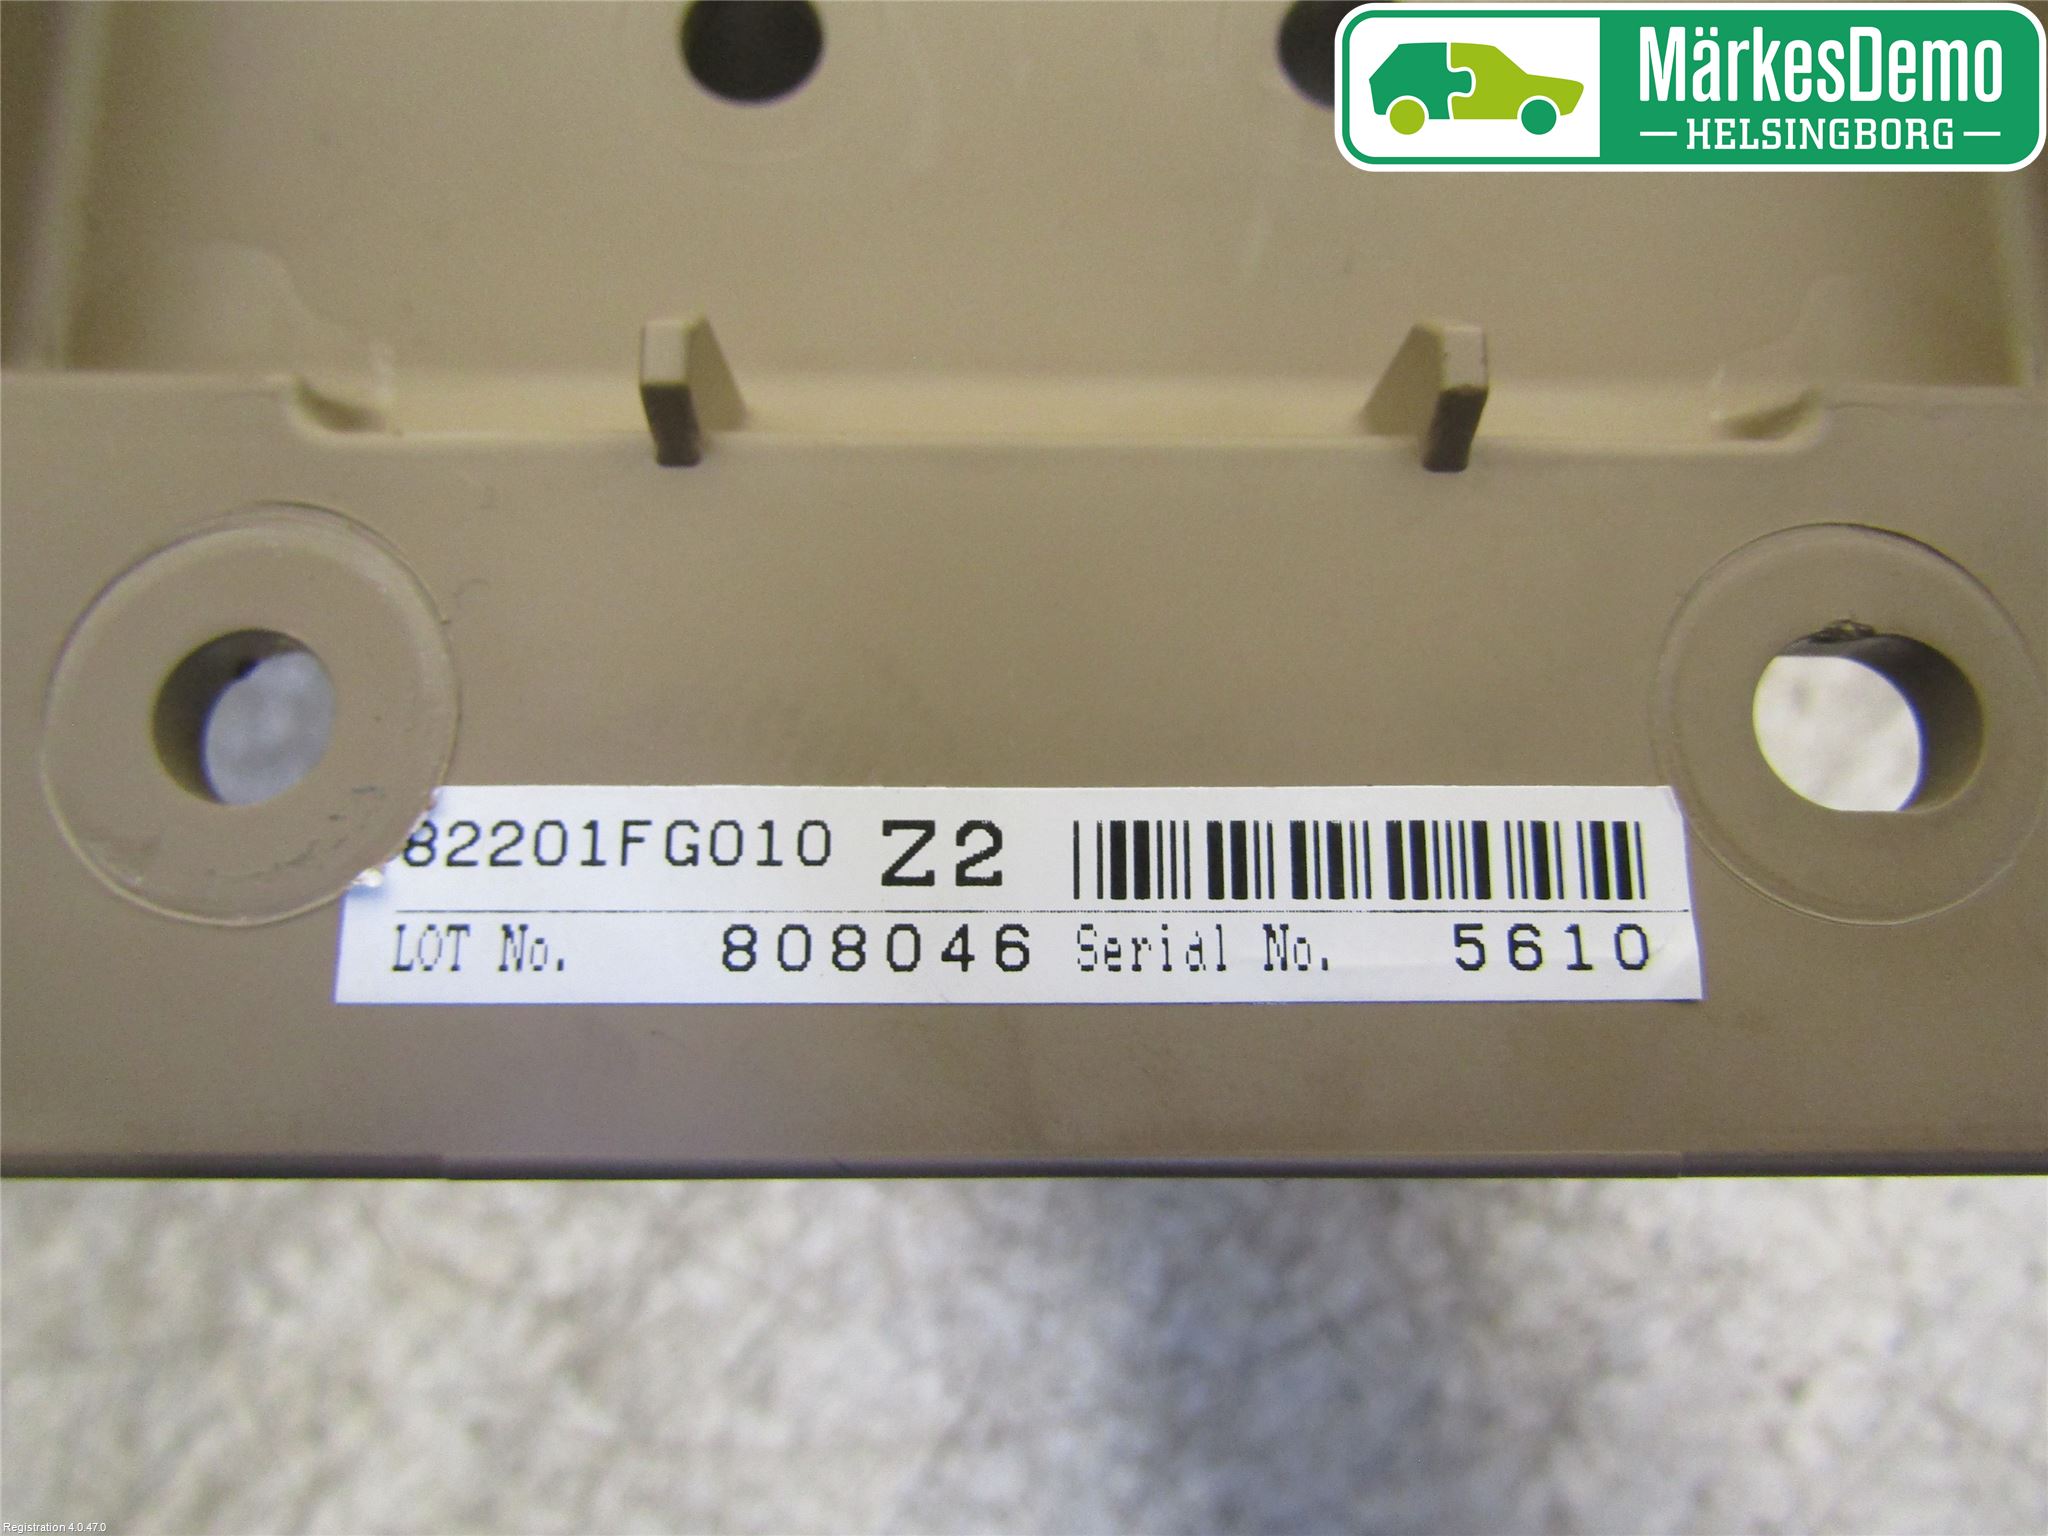 MärkesDemo
HELSINGBORG
82201FG010 Z2
LOT No. 808046 Serial No. 5610
Registration 4.0.47.0